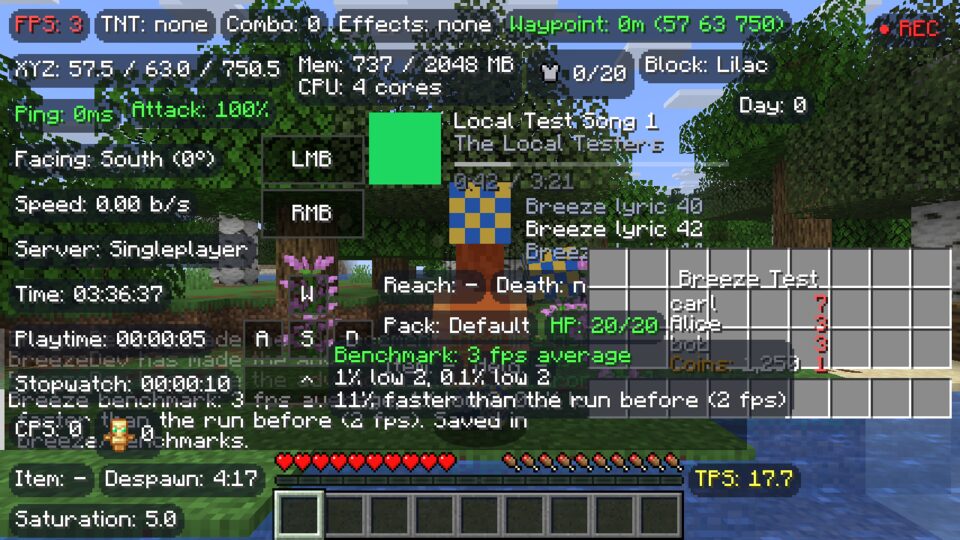 FPS: 3 TNT: none Combo: 0 Effects: none Waypoint: 0m (57 63 750) REC
XYZ: 57.5 / 63.0 / 750.5 Mem: 737 / 2048 MB 0/20 Block: Lilac
CPU: 4 cores
Ping: 0ms Attack: 100% Day: 0
Local Test Song 1
The Local Testers
Facing: South (0°) LMB
0:42 / 3:21
Speed: 0.00 b/s RMB
Breeze lyric 40
Breeze lyric 42
Server: Singleplayer Breeze
Reach: - Death: n
Breeze Test
Time: 03:36:37 W
carl 7
Alice 3
Pack: Default HP: 20/20
bob 3
Playtime: 00:00:05 A S D
Coins: 1,250 1
BreezeDev has made the
Benchmark: 3 fps average
Stopwatch: 00:00:10 ^ 1% low 2, 0.1% low 2
Breeze benchmark: 3 fps
11% faster than the run before (2 fps)
CPS: 0 than the run before (2 fps). Saved in
0
Item: - Despawn: 4:17 TPS: 17.7
Saturation: 5.0